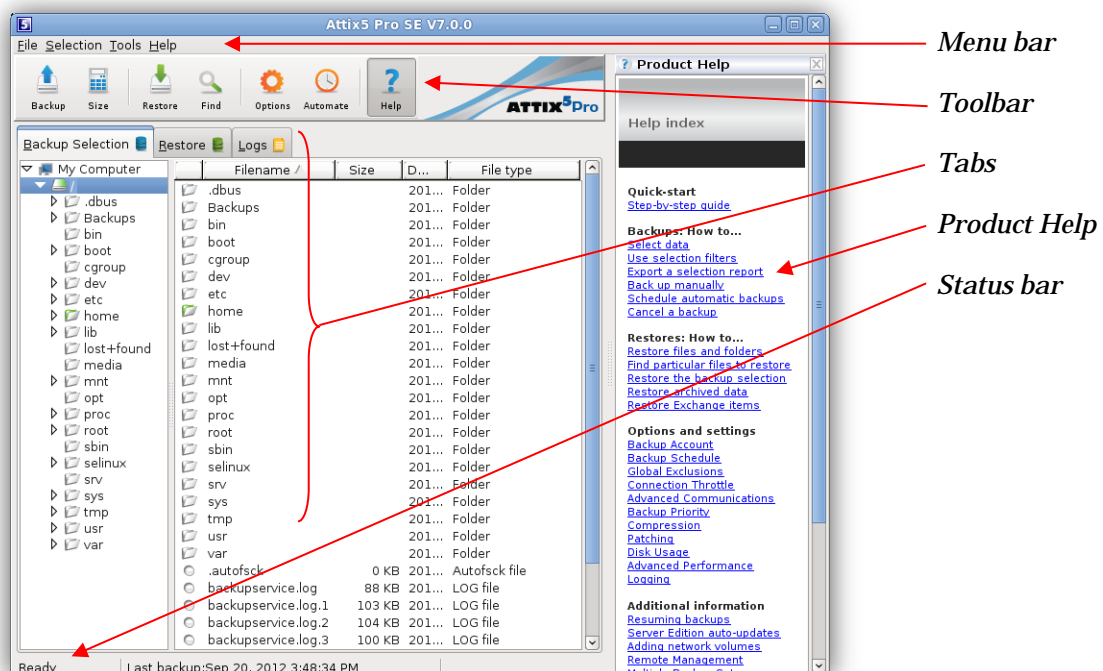 Attix5 Pro SE V7.0.0
File Selection Tools Help
Backup Size Restore Find Options Automate Help
ATTIX5Pro
Backup Selection Restore Logs
My Computer
/
.dbus
Backups
bin
boot
cgroup
dev
etc
home
lib
lost+found
media
mnt
opt
proc
root
sbin
selinux
srv
sys
tmp
usr
var
Filename / Size D... File type
.dbus 201... Folder
Backups 201... Folder
bin 201... Folder
boot 201... Folder
cgroup 201... Folder
dev 201... Folder
etc 201... Folder
home 201... Folder
lib 201... Folder
lost+found 201... Folder
media 201... Folder
mnt 201... Folder
opt 201... Folder
proc 201... Folder
root 201... Folder
sbin 201... Folder
selinux 201... Folder
srv 201... Folder
sys 201... Folder
tmp 201... Folder
usr 201... Folder
var 201... Folder
.autofsck 0 KB 201... Autofsck file
backupservice.log 88 KB 201... LOG file
backupservice.log.1 103 KB 201... LOG file
backupservice.log.2 104 KB 201... LOG file
backupservice.log.3 100 KB 201... LOG file
Ready Last backup:Sep 20, 2012 3:48:34 PM
? Product Help
Help index
Quick-start
Step-by-step guide
Backups: How to...
Select data
Use selection filters
Export a selection report
Back up manually
Schedule automatic backups
Cancel a backup
Restores: How to...
Restore files and folders
Find particular files to restore
Restore the backup selection
Restore archived data
Restore Exchange items
Options and settings
Backup Account
Backup Schedule
Global Exclusions
Connection Throttle
Advanced Communications
Backup Priority
Compression
Patching
Disk Usage
Advanced Performance
Logging
Additional information
Resuming backups
Server Edition auto-updates
Adding network volumes
Remote Management
Menu bar
Toolbar
Tabs
Product Help
Status bar